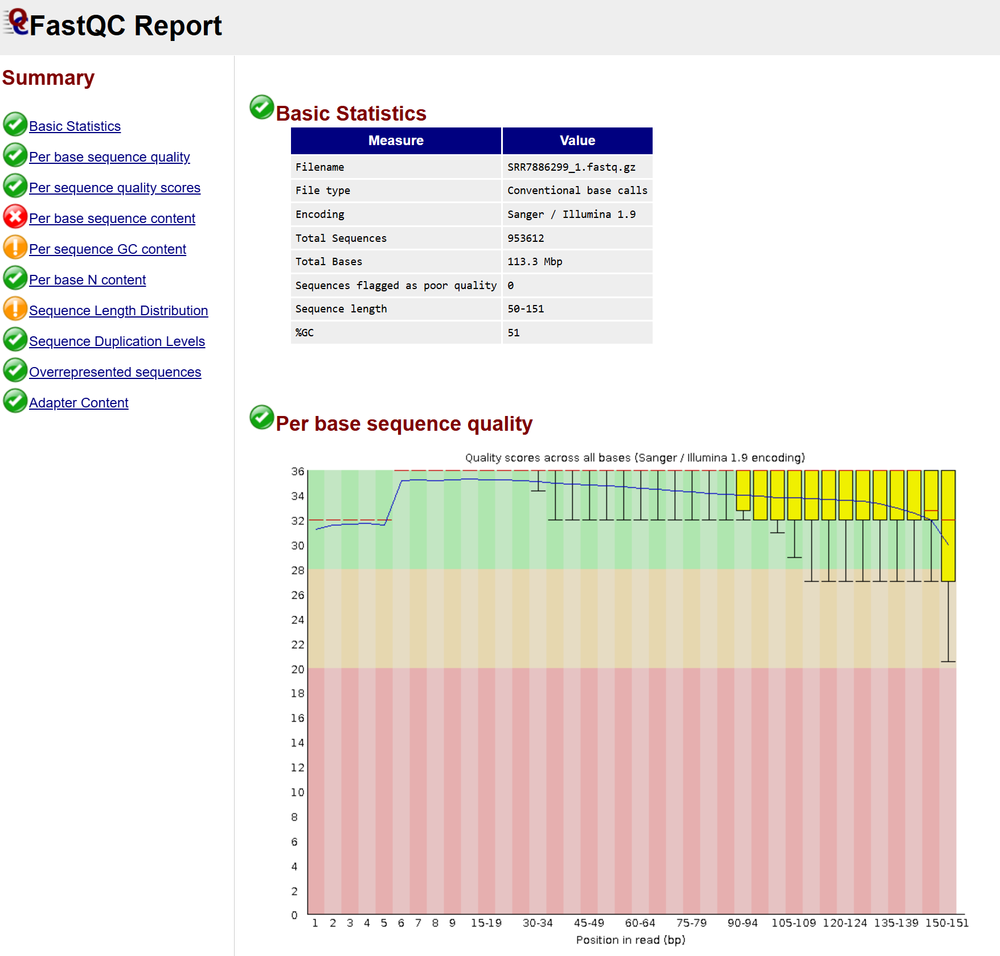 FastQC Report
Summary
Basic Statistics
Per base sequence quality
Per sequence quality scores
Per base sequence content
Per sequence GC content
Per base N content
Sequence Length Distribution
Sequence Duplication Levels
Overrepresented sequences
Adapter Content
Basic Statistics
Measure Value
Filename SRR7886299_1.fastq.gz
File type Conventional base calls
Encoding Sanger / Illumina 1.9
Total Sequences 953612
Total Bases 113.3 Mbp
Sequences flagged as poor quality 0
Sequence length 50-151
%GC 51
Per base sequence quality
Quality scores across all bases (Sanger / Illumina 1.9 encoding)
36
34
32
30
28
26
24
22
20
18
16
14
12
10
8
6
4
2
0
1 2 3 4 5 6 7 8 9 15-19 30-34 45-49 60-64 75-79 90-94 105-109 120-124 135-139 150-151
Position in read (bp)